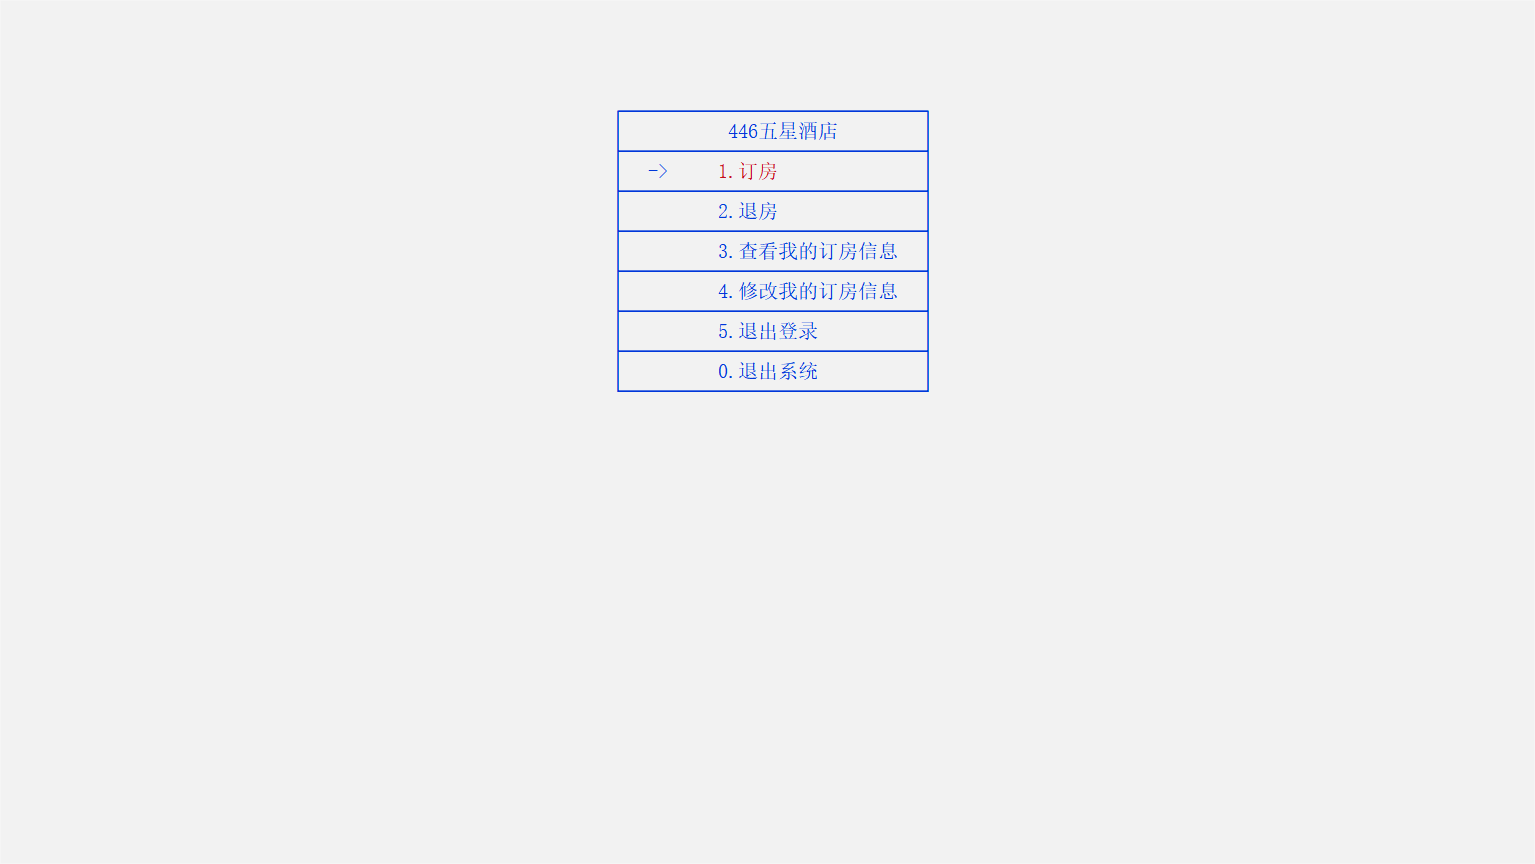 446五星酒店
-> 1.订房
2.退房
3.查看我的订房信息
4.修改我的订房信息
5.退出登录
0.退出系统